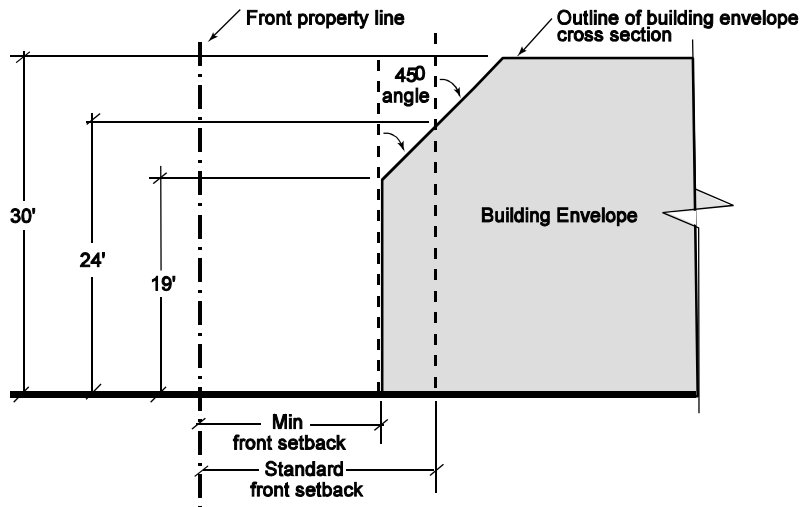 Front property line
Outline of building envelope
cross section
450
angle
30'
24'
19'
Building Envelope
Min
front setback
Standard
front setback